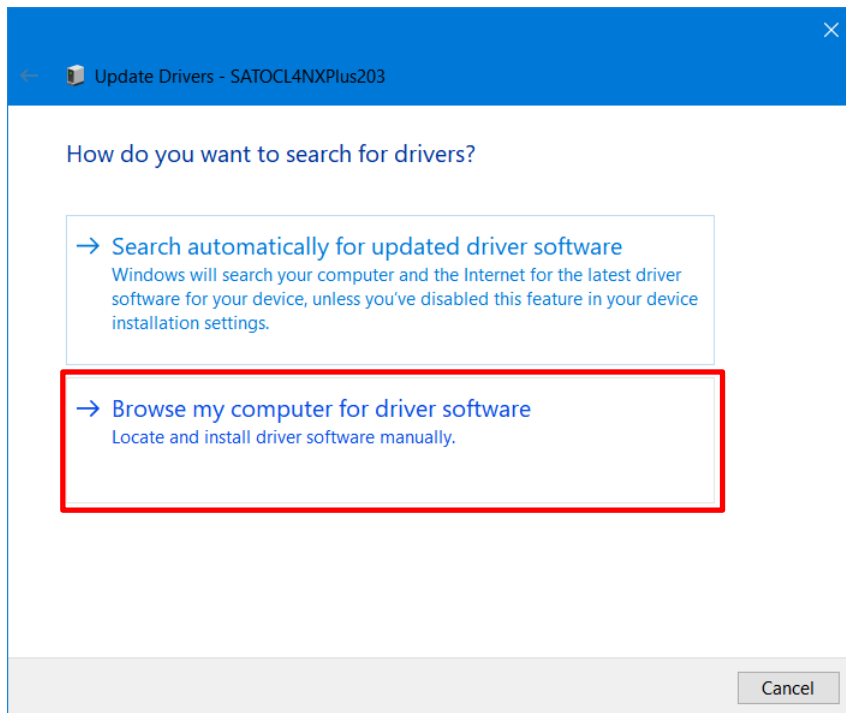 Update Drivers - SATOCL4NXPlus203
How do you want to search for drivers?
Search automatically for updated driver software
Windows will search your computer and the Internet for the latest driver
software for your device, unless you've disabled this feature in your device
installation settings.
Browse my computer for driver software
Locate and install driver software manually.
Cancel